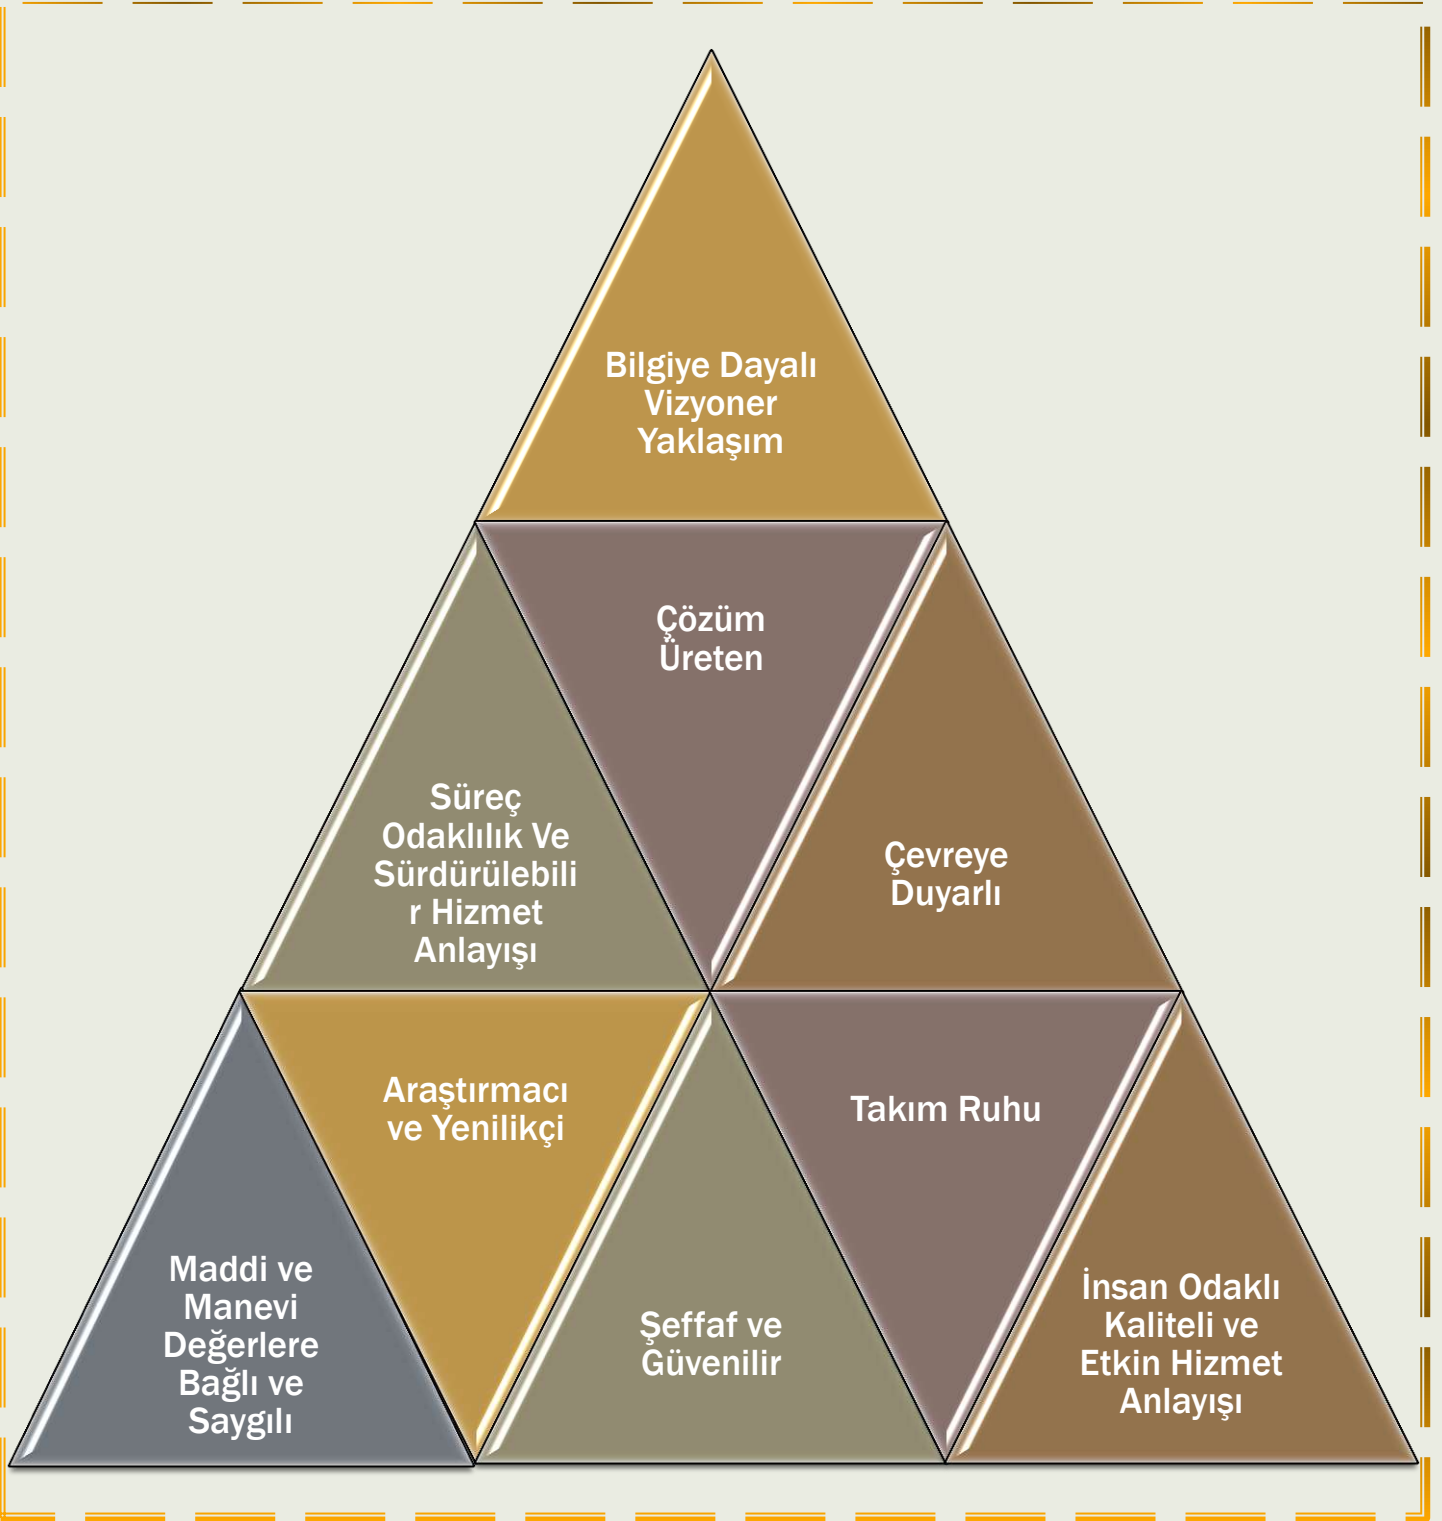 Bilgiye Dayalı
Vizyoner
Yaklaşım
Çözüm
Üreten
Süreç
Odaklılık Ve
Sürdürülebili
r Hizmet
Anlayışı
Çevreye
Duyarlı
Maddi ve
Manevi
Değerlere
Bağlı ve
Saygılı
Araştırmacı
ve Yenilikçi
Şeffaf ve
Güvenilir
Takım Ruhu
İnsan Odaklı
Kaliteli ve
Etkin Hizmet
Anlayışı